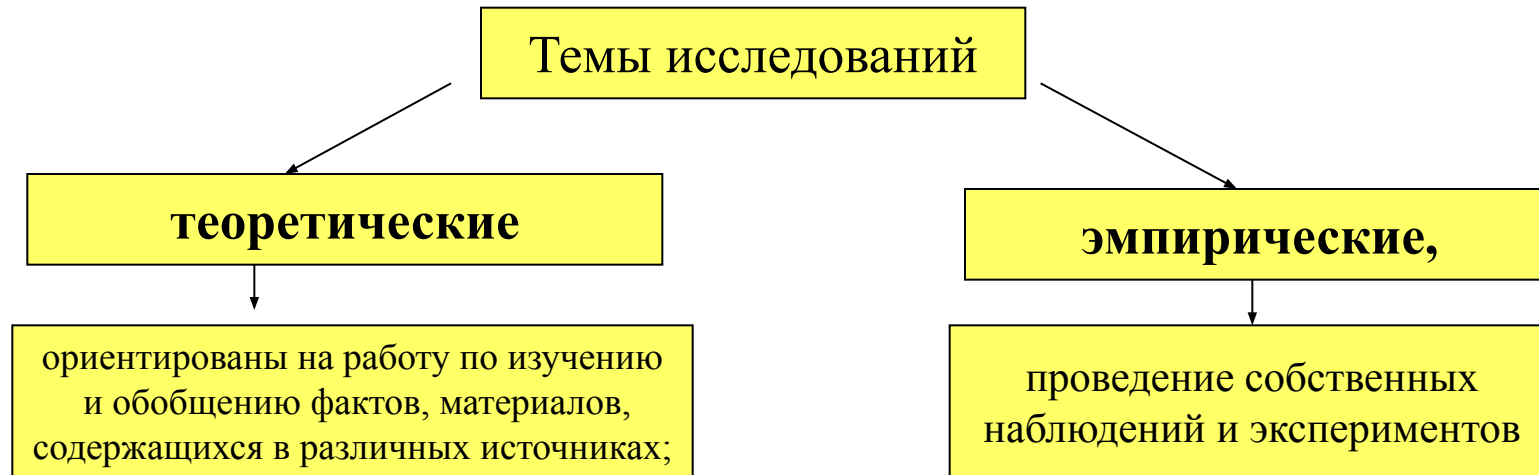 Темы исследований
теоретические
эмпирические,
ориентированы на работу по изучению
и обобщению фактов, материалов,
содержащихся в различных источниках;
проведение собственных
наблюдений и экспериментов